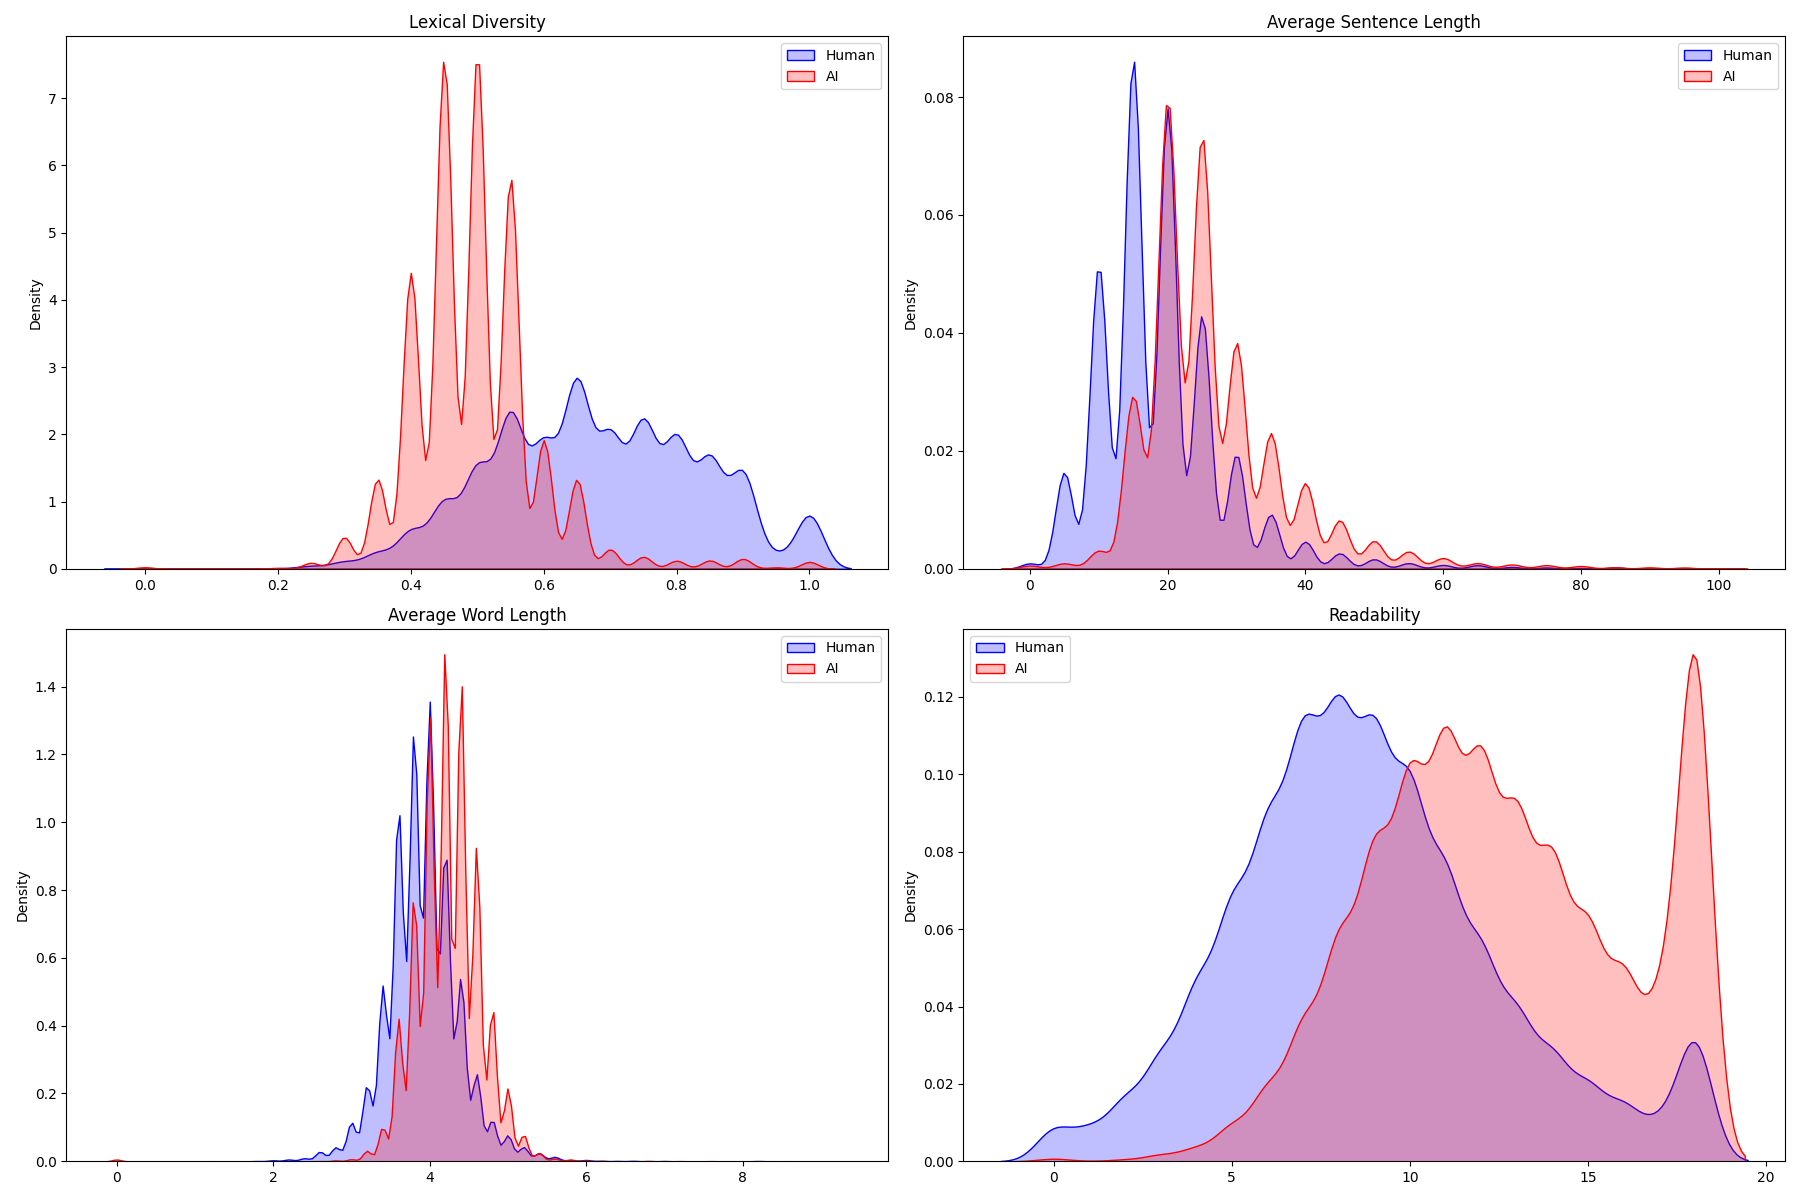 Lexical Diversity
Human
AI
Density
7
6
5
4
3
2
1
0
0.0 0.2 0.4 0.6 0.8 1.0
Average Sentence Length
Human
AI
Density
0.08
0.06
0.04
0.02
0.00
0 20 40 60 80 100
Average Word Length
Human
AI
Density
1.4
1.2
1.0
0.8
0.6
0.4
0.2
0.0
0 2 4 6 8
Readability
Human
AI
Density
0.12
0.10
0.08
0.06
0.04
0.02
0.00
0 5 10 15 20